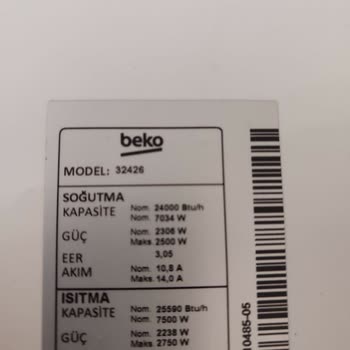 beko
MODEL: 32426
SOĞUTMA
KAPASİTE Nom. 24000 Btu/h
Nom. 7034 W
GÜÇ Nom. 2306 W
Maks. 2500 W
EER 3,05
AKIM Nom. 10,8 A
Maks. 14,0 A
ISITMA
KAPASİTE Nom. 25590 Btu/h
Nom. 7500 W
GÜÇ Nom. 2238 W
Maks. 2750 W
10485-05